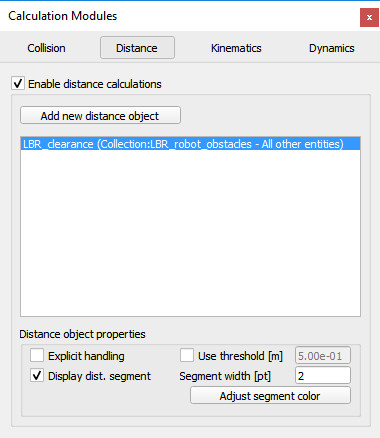 Calculation Modules
x
Collision Distance Kinematics Dynamics
Enable distance calculations
Add new distance object
LBR_clearance (Collection:LBR_robot_obstacles - All other entities)
Distance object properties
Explicit handling Use threshold [m] 5.00e-01
Display dist. segment Segment width [pt] 2
Adjust segment color